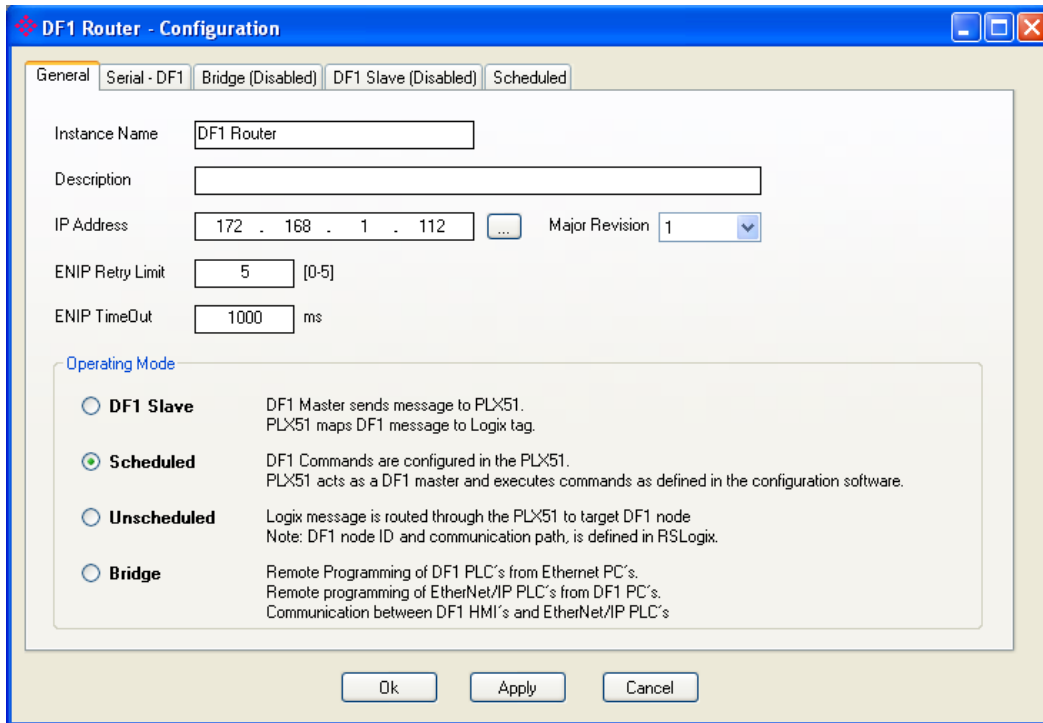 DF1 Router - Configuration
General Serial - DF1 Bridge (Disabled) DF1 Slave (Disabled) Scheduled
Instance Name DF1 Router
Description
IP Address 172 . 168 . 1 . 112 ... Major Revision 1
ENIP Retry Limit 5 [0-5]
ENIP TimeOut 1000 ms
Operating Mode
DF1 Slave DF1 Master sends message to PLX51.
PLX51 maps DF1 message to Logix tag.
Scheduled DF1 Commands are configured in the PLX51.
PLX51 acts as a DF1 master and executes commands as defined in the configuration software.
Unscheduled Logix message is routed through the PLX51 to target DF1 node
Note: DF1 node ID and communication path, is defined in RSLogix.
Bridge Remote Programming of DF1 PLC´s from Ethernet PC´s.
Remote programming of EtherNet/IP PLC´s from DF1 PC´s.
Communication between DF1 HMI´s and EtherNet/IP PLC´s
Ok Apply Cancel